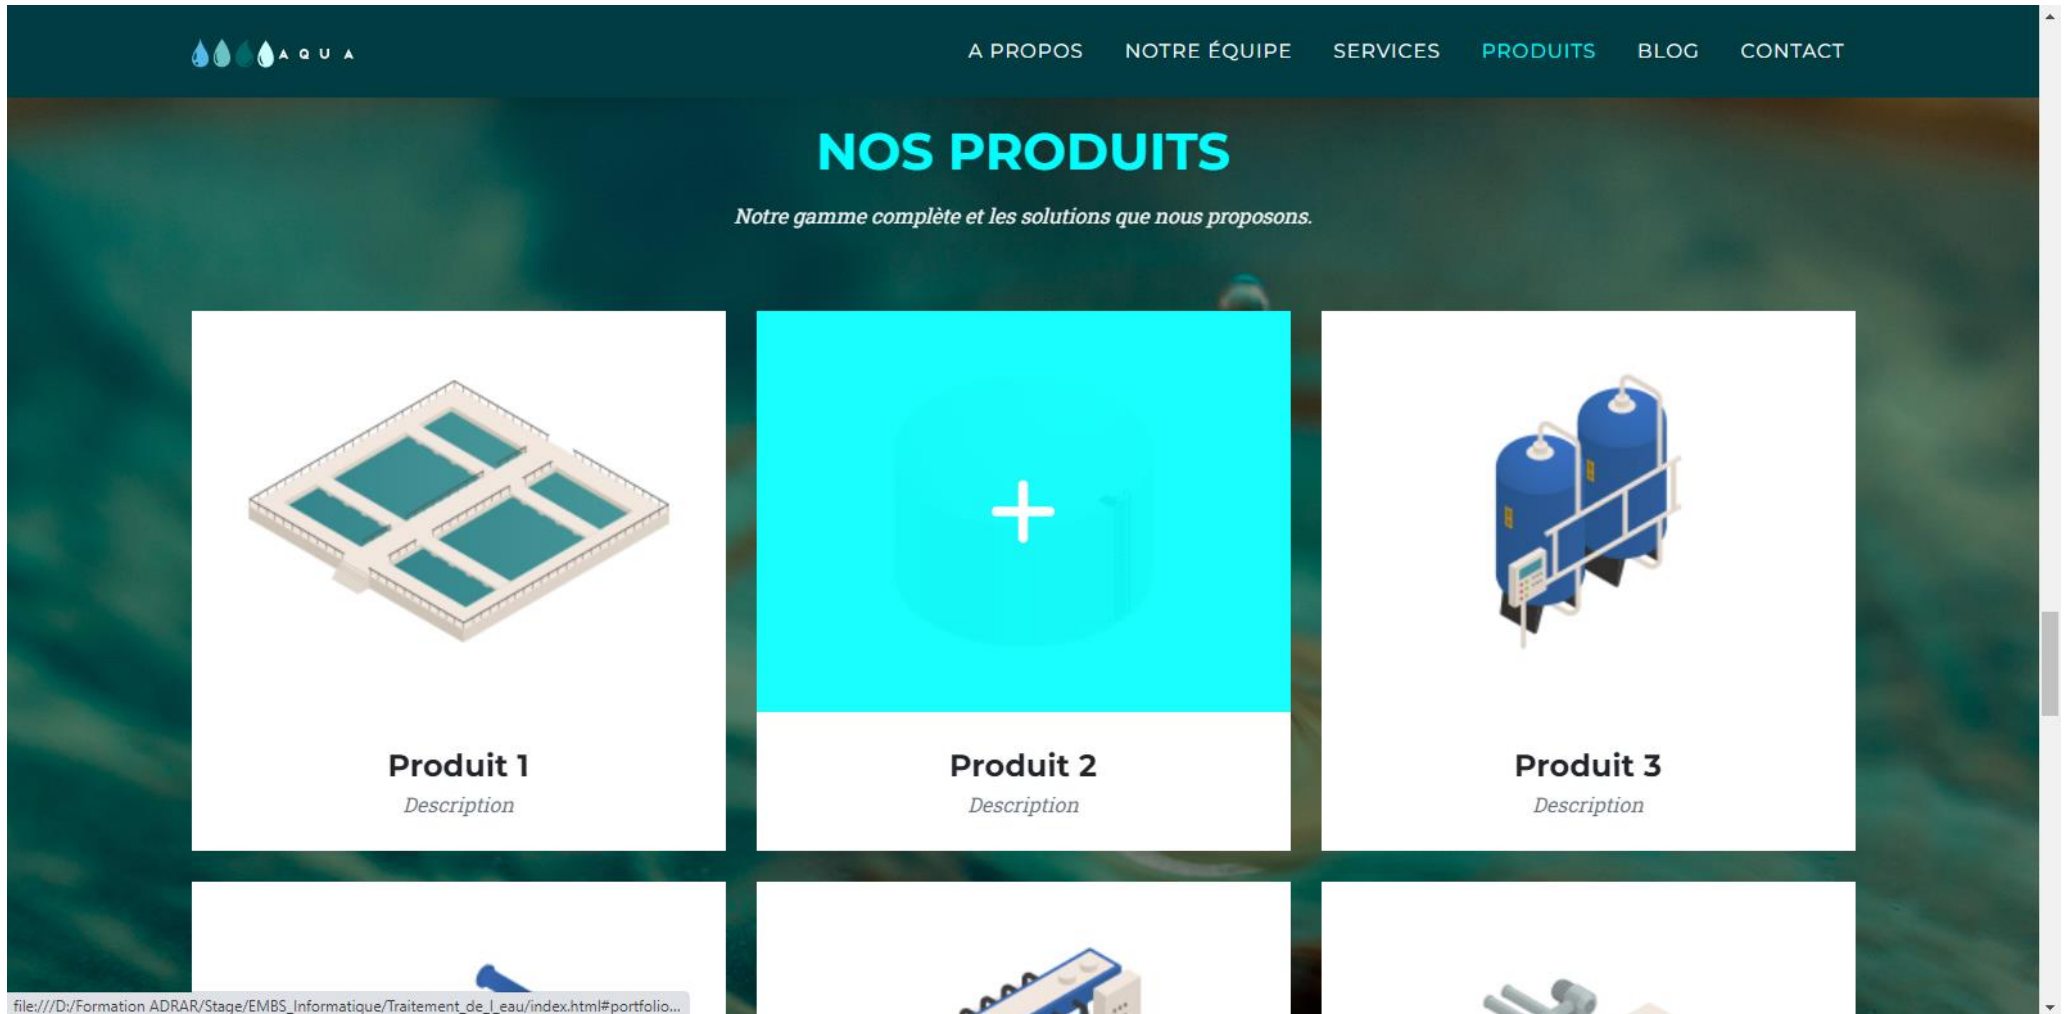 AQUA
A PROPOS NOTRE ÉQUIPE SERVICES PRODUITS BLOG CONTACT
NOS PRODUITS
Notre gamme complète et les solutions que nous proposons.
Produit 1
Description
Produit 2
Description
Produit 3
Description
file:///D:/Formation ADRAR/Stage/EMBS_Informatique/Traitement_de_l_eau/index.html#portfolio...